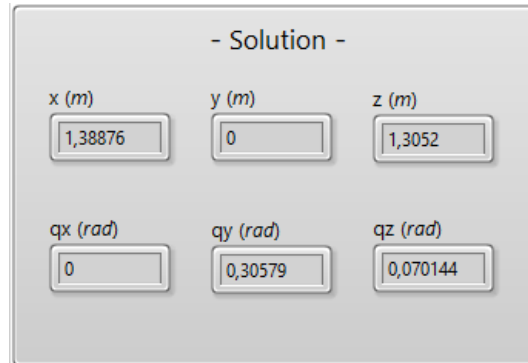 - Solution -
x (m) y (m) z (m)
1,38876 0 1,3052
qx (rad) qy (rad) qz (rad)
0 0,30579 0,070144